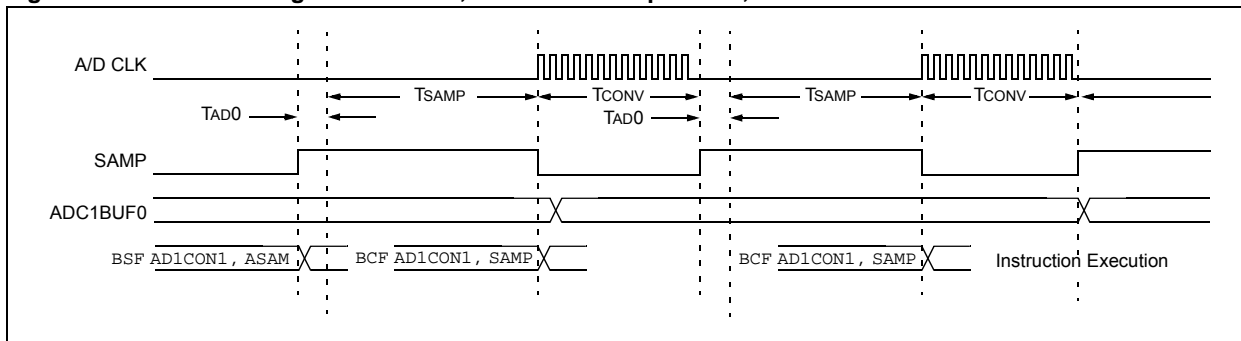 A/D CLK
TSAMP TCONV TSAMP TCONV
TAD0 TAD0
SAMP
ADC1BUF0
BSF AD1CON1, ASAM BCF AD1CON1, SAMP BCF AD1CON1, SAMP Instruction Execution